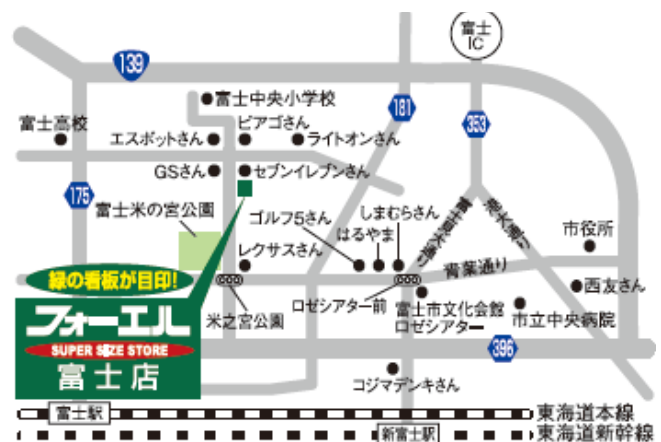 富士
IC
139
富士中央小学校
181
353
富士高校
ピアゴさん
エスポットさん
ライトオンさん
GSさん
セブンイレブンさん
175
富士米の宮公園
ゴルフ5さん
しまむらさん
はるやま
富士見大通り
市役所
レクサスさん
青葉通り
緑の看板が目印!
西友さん
フォーエル
SUPER SIZE STORE
富士店
米之宮公園
ロゼシアター前
富士市文化会館
ロゼシアター
市立中央病院
396
コジマデンキさん
富士駅
東海道本線
新富士駅
東海道新幹線